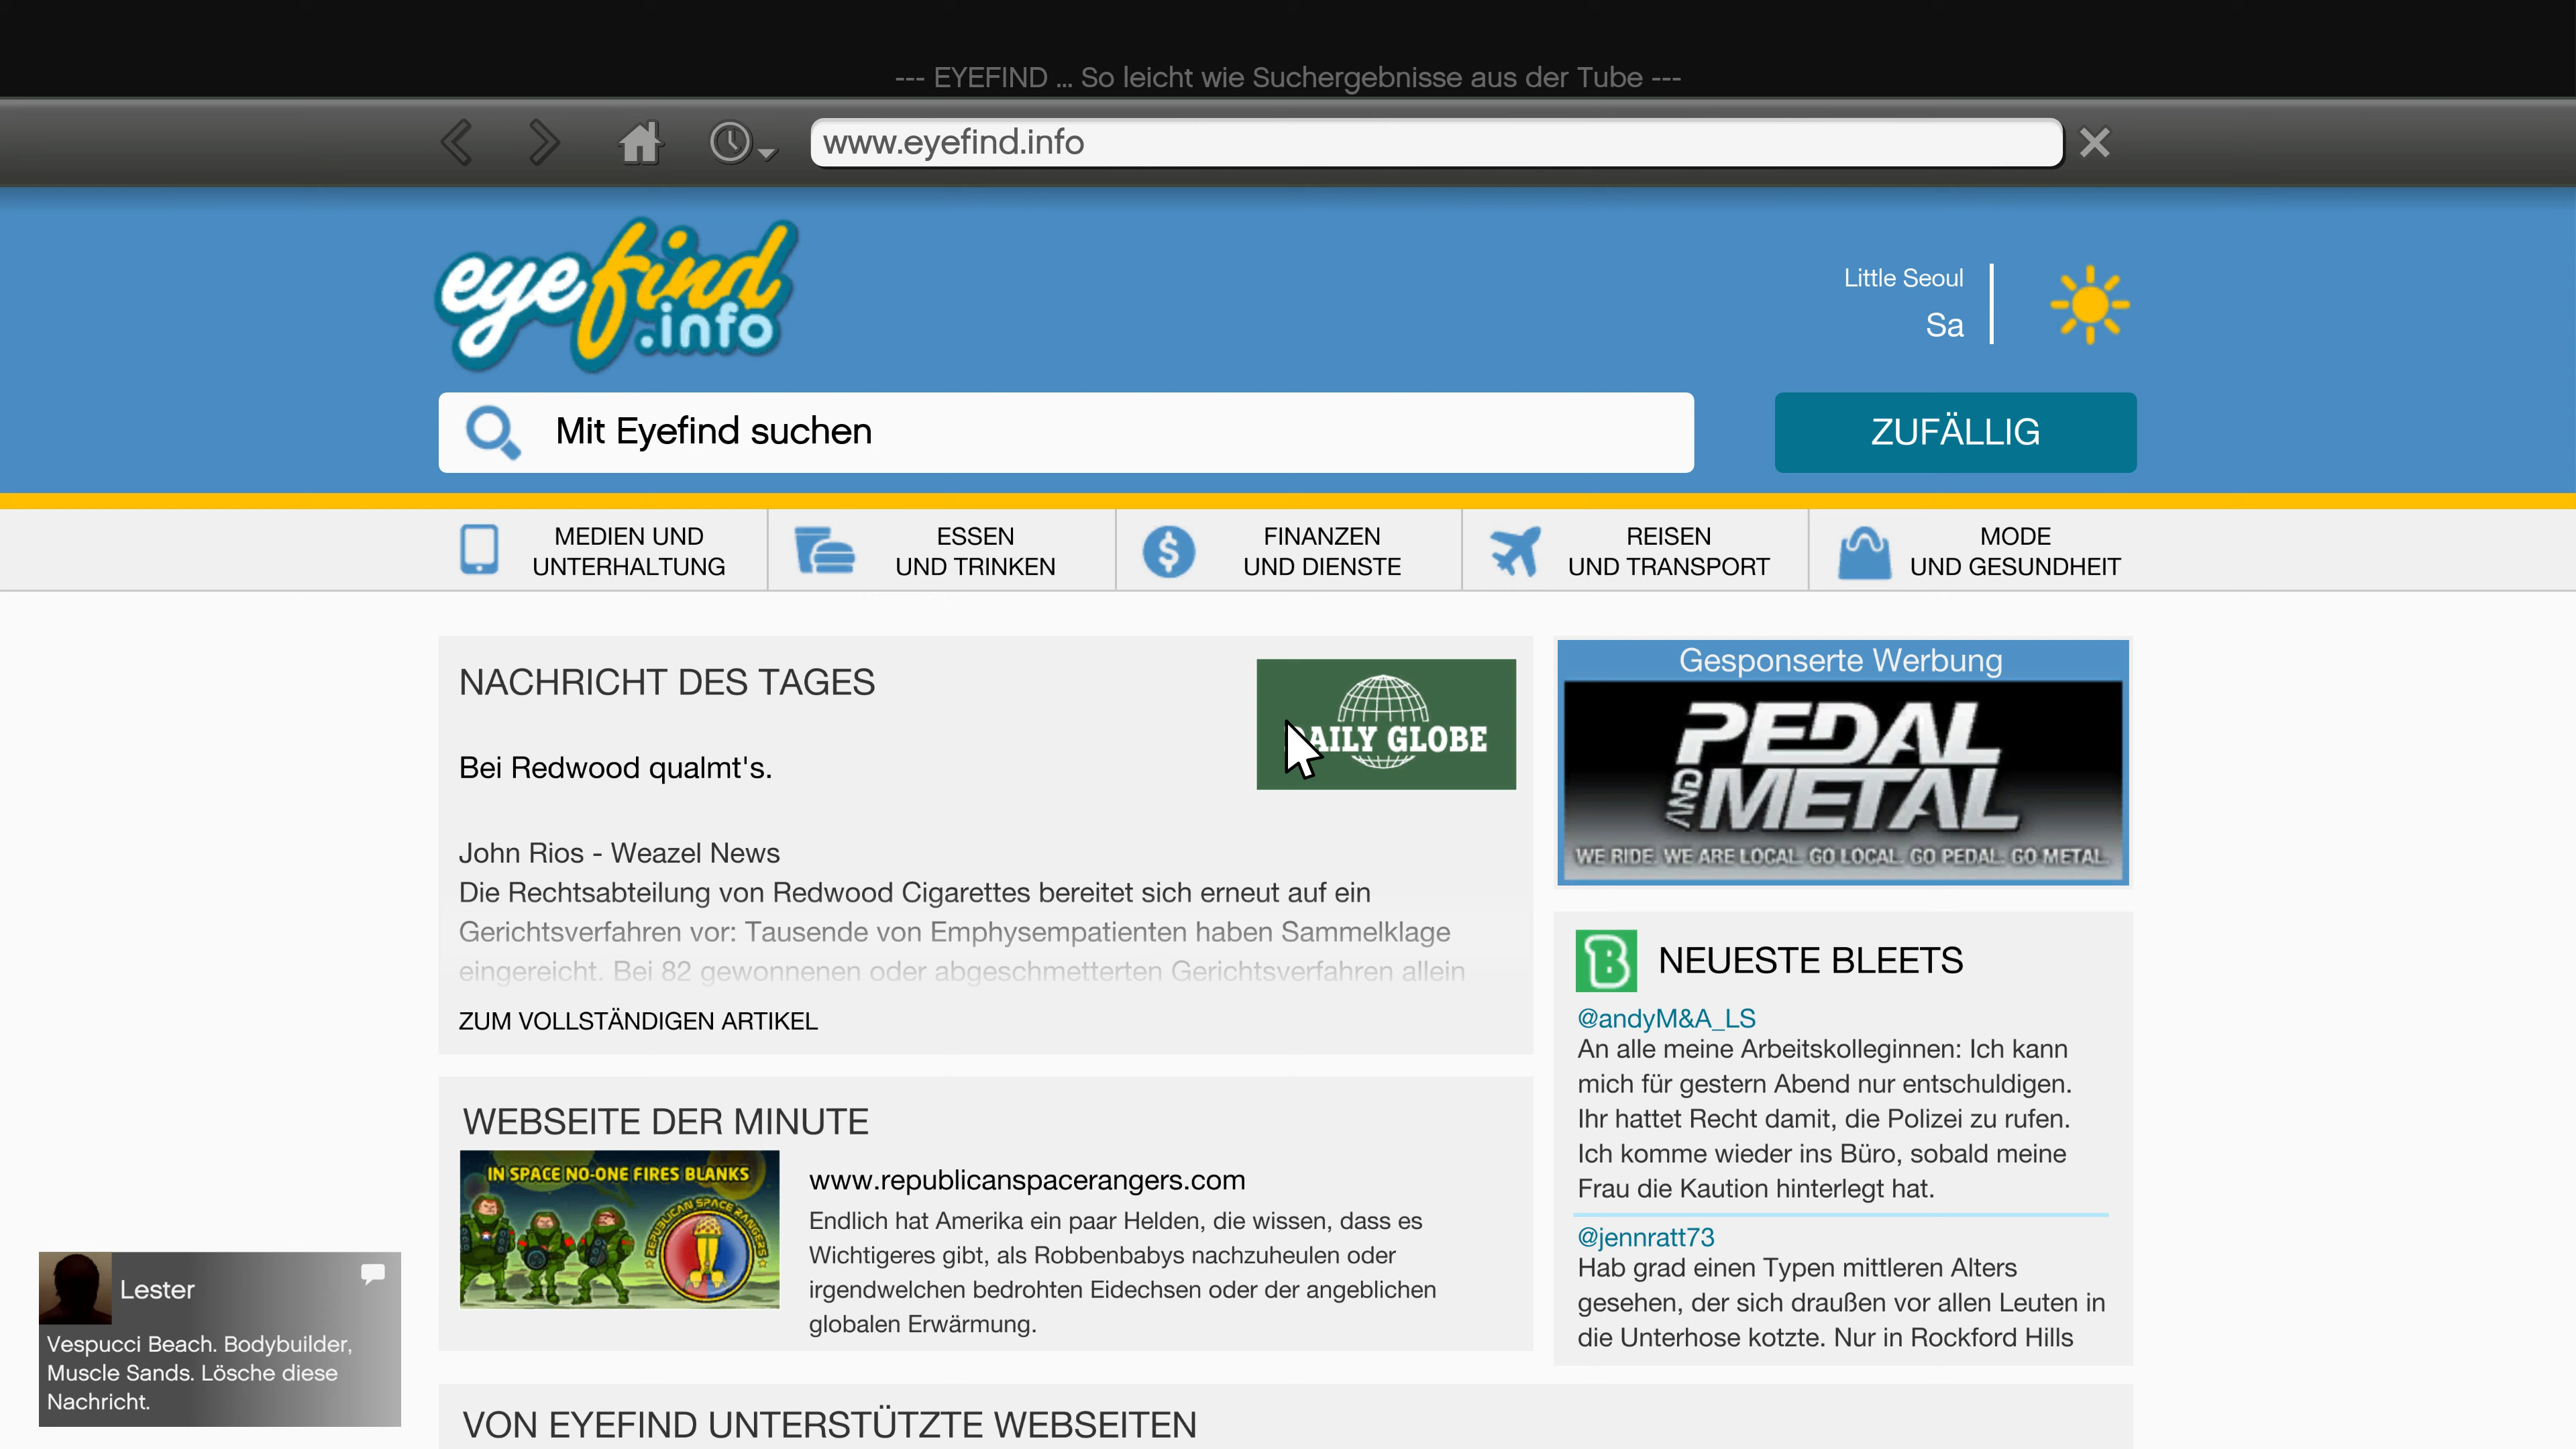 --- EYEFIND ... So leicht wie Suchergebnisse aus der Tube ---
www.eyefind.info
eyefind
.info
Little Seoul
Sa
Mit Eyefind suchen
ZUFÄLLIG
MEDIEN UND
UNTERHALTUNG
ESSEN
UND TRINKEN
FINANZEN
UND DIENSTE
REISEN
UND TRANSPORT
MODE
UND GESUNDHEIT
NACHRICHT DES TAGES
DAILY GLOBE
Bei Redwood qualmt's.
John Rios - Weazel News
Die Rechtsabteilung von Redwood Cigarettes bereitet sich erneut auf ein
Gerichtsverfahren vor: Tausende von Emphysempatienten haben Sammelklage
eingereicht. Bei 82 gewonnenen oder abgeschmetterten Gerichtsverfahren allein
ZUM VOLLSTÄNDIGEN ARTIKEL
Gesponserte Werbung
PEDAL
AND METAL
WE RIDE. WE ARE LOCAL. GO LOCAL. GO PEDAL. GO METAL.
NEUESTE BLEETS
@andyM&A_LS
An alle meine Arbeitskolleginnen: Ich kann
mich für gestern Abend nur entschuldigen.
Ihr hattet Recht damit, die Polizei zu rufen.
Ich komme wieder ins Büro, sobald meine
Frau die Kaution hinterlegt hat.
@jennratt73
Hab grad einen Typen mittleren Alters
gesehen, der sich draußen vor allen Leuten in
die Unterhose kotzte. Nur in Rockford Hills
WEBSEITE DER MINUTE
IN SPACE NO-ONE FIRES BLANKS
REPUBLICAN SPACE RANGERS
www.republicanspacerangers.com
Endlich hat Amerika ein paar Helden, die wissen, dass es
Wichtigeres gibt, als Robbenbabys nachzuheulen oder
irgendwelchen bedrohten Eidechsen oder der angeblichen
globalen Erwärmung.
Lester
Vespucci Beach. Bodybuilder,
Muscle Sands. Lösche diese
Nachricht.
VON EYEFIND UNTERSTÜTZTE WEBSEITEN